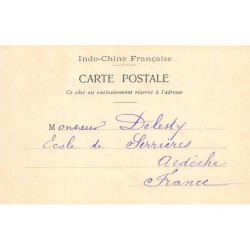 Indo-Chine Française
CARTE POSTALE
Ce côté est exclusivement réservé à l'adresse
Monsieur Delesty
Ecole de Serrières
Ardèche
France